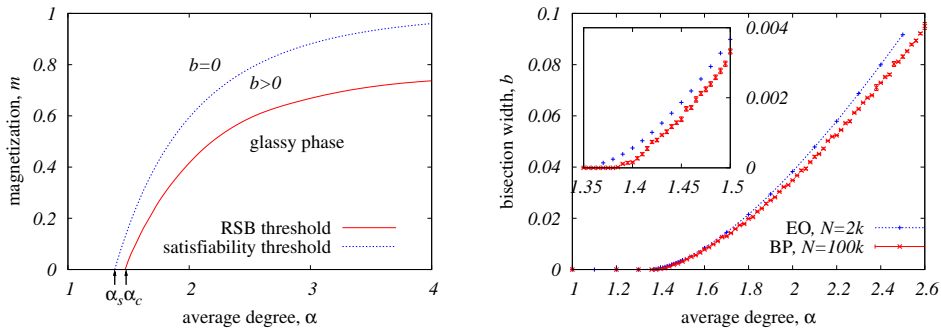 1
0.8
0.6
0.4
0.2
0
magnetization, m
b=0
b>0
glassy phase
RSB threshold
satisfiability threshold
1
2
3
4
αs
αc
average degree, α
0.1
0.08
0.06
0.04
0.02
0
bisection width, b
0.004
0.002
0
1.35
1.4
1.45
1.5
EO, N=2k
BP, N=100k
1
1.2
1.4
1.6
1.8
2
2.2
2.4
2.6
average degree, α